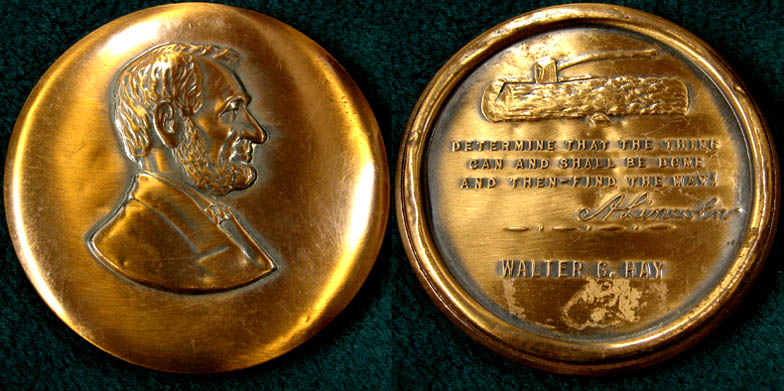 DETERMINE THAT THE THING
CAN AND SHALL BE DONE
AND THEN-FIND THE WAY!
A. Lincoln
WALTER S. HAY